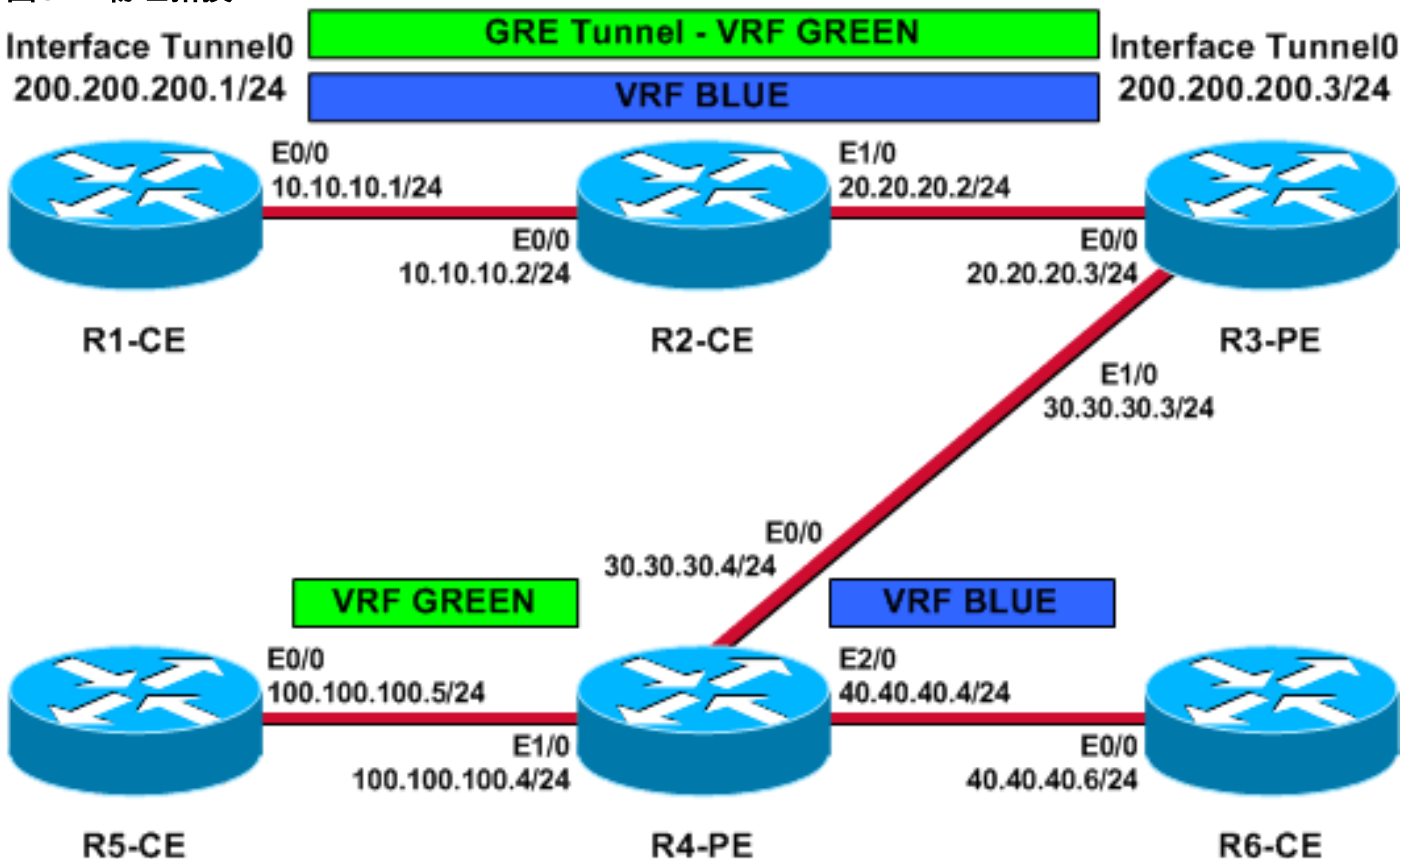 GRE Tunnel - VRF GREEN
Interface Tunnel0
200.200.200.1/24
Interface Tunnel0
200.200.200.3/24
VRF BLUE
E0/0
10.10.10.1/24
E1/0
20.20.20.2/24
E0/0
10.10.10.2/24
E0/0
20.20.20.3/24
R1-CE
R2-CE
R3-PE
E1/0
30.30.30.3/24
E0/0
30.30.30.4/24
VRF GREEN
VRF BLUE
E0/0
100.100.100.5/24
E2/0
40.40.40.4/24
E1/0
100.100.100.4/24
E0/0
40.40.40.6/24
R5-CE
R4-PE
R6-CE